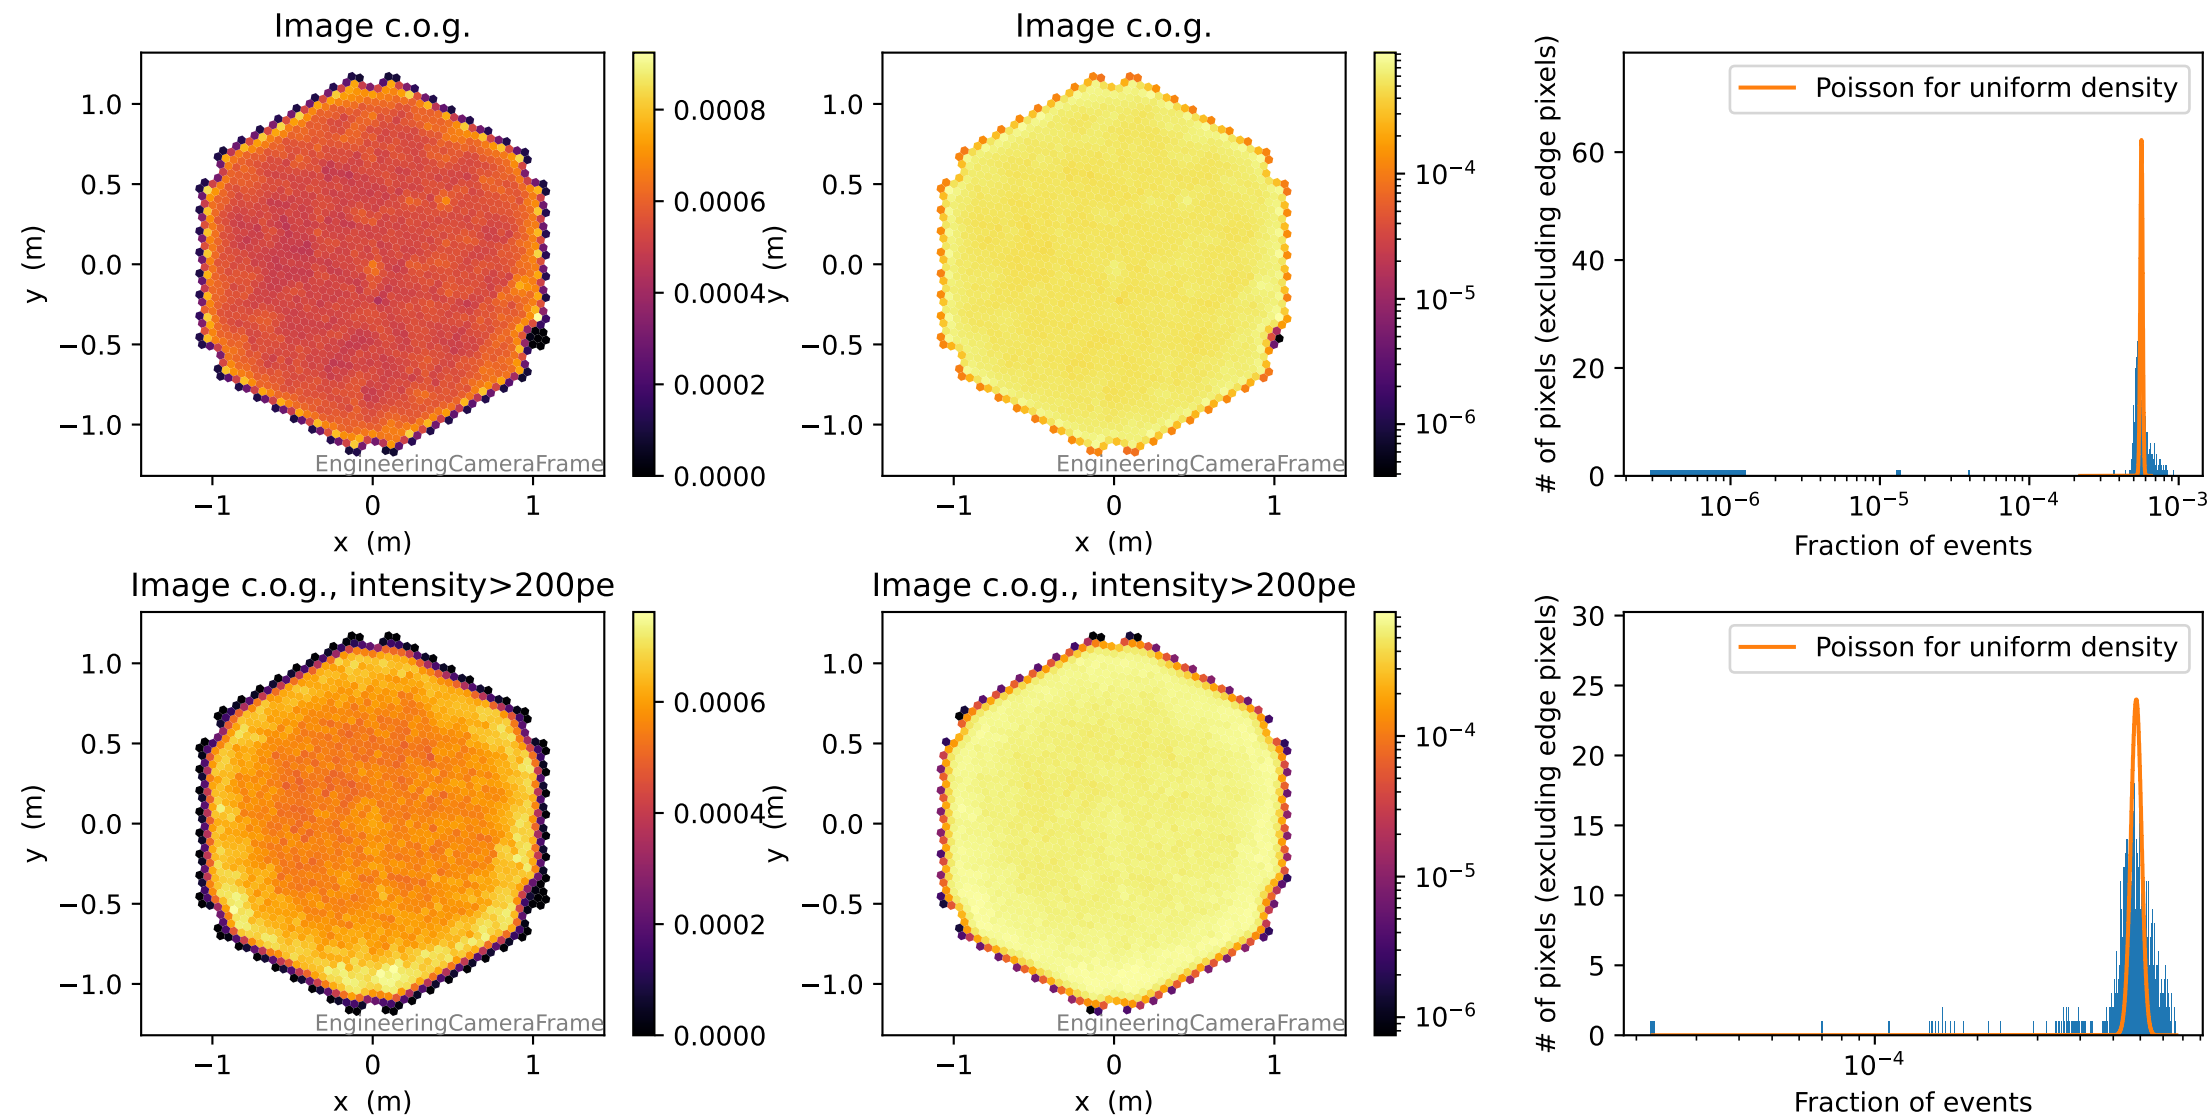 Image c.o.g.
1.0
0.5
0.0
−0.5
−1.0
y (m)
−1
0
1
x (m)
EngineeringCameraFrame
0.0008
0.0006
0.0004
0.0002
0.0000
Image c.o.g.
1.0
0.5
0.0
−0.5
−1.0
y (m)
−1
0
1
x (m)
EngineeringCameraFrame
10⁻⁴
10⁻⁵
10⁻⁶
# of pixels (excluding edge pixels)
60
40
20
0
Poisson for uniform density
10⁻⁶
10⁻⁵
10⁻⁴
10⁻³
Fraction of events
Image c.o.g., intensity>200pe
1.0
0.5
0.0
−0.5
−1.0
y (m)
−1
0
1
x (m)
EngineeringCameraFrame
0.0006
0.0004
0.0002
0.0000
Image c.o.g., intensity>200pe
1.0
0.5
0.0
−0.5
−1.0
y (m)
−1
0
1
x (m)
EngineeringCameraFrame
10⁻⁴
10⁻⁵
10⁻⁶
# of pixels (excluding edge pixels)
30
25
20
15
10
5
0
Poisson for uniform density
10⁻⁴
Fraction of events